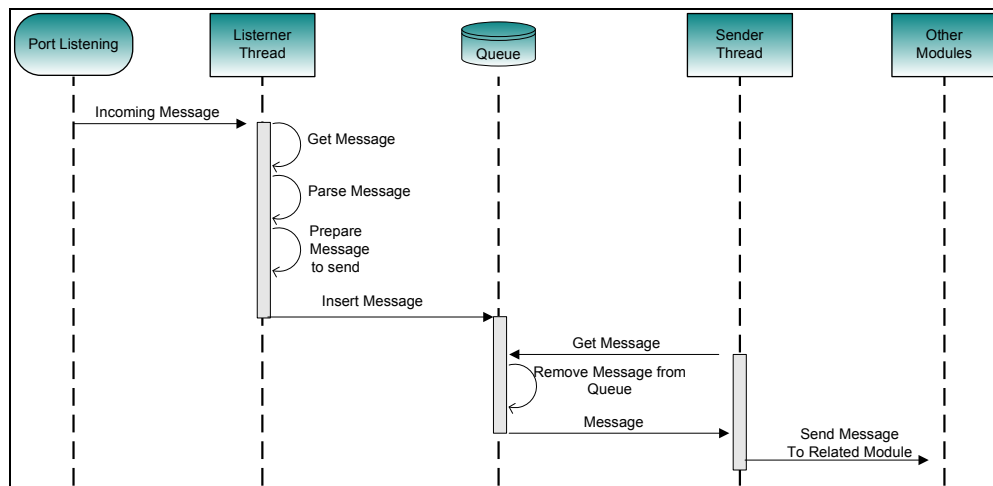 Port Listening
Listerner
Thread
Queue
Sender
Thread
Other
Modules
Incoming Message
Get Message
Parse Message
Prepare
Message
to send
Insert Message
Get Message
Remove Message from
Queue
Message
Send Message
To Related Module